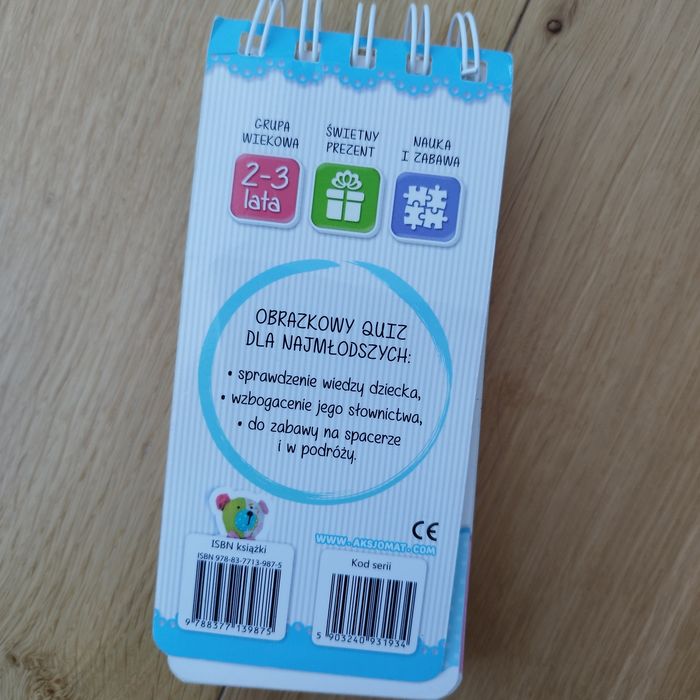 GRUPA
WIEKOWA
ŚWIETNY
PREZENT
NAUKA
I ZABAWA
2-3
lata
OBRAZKOWY QUIZ
DLA NAJMŁODSZYCH:
• sprawdzenie wiedzy dziecka,
• wzbogacenie jego słownictwa,
• do zabawy na spacerze
i w podróży.
CE
WWW.AKSJOMAT.COM
ISBN książki
ISBN 978-83-7713-987-5
9 788377 139875
Kod serii
5 903240 931934